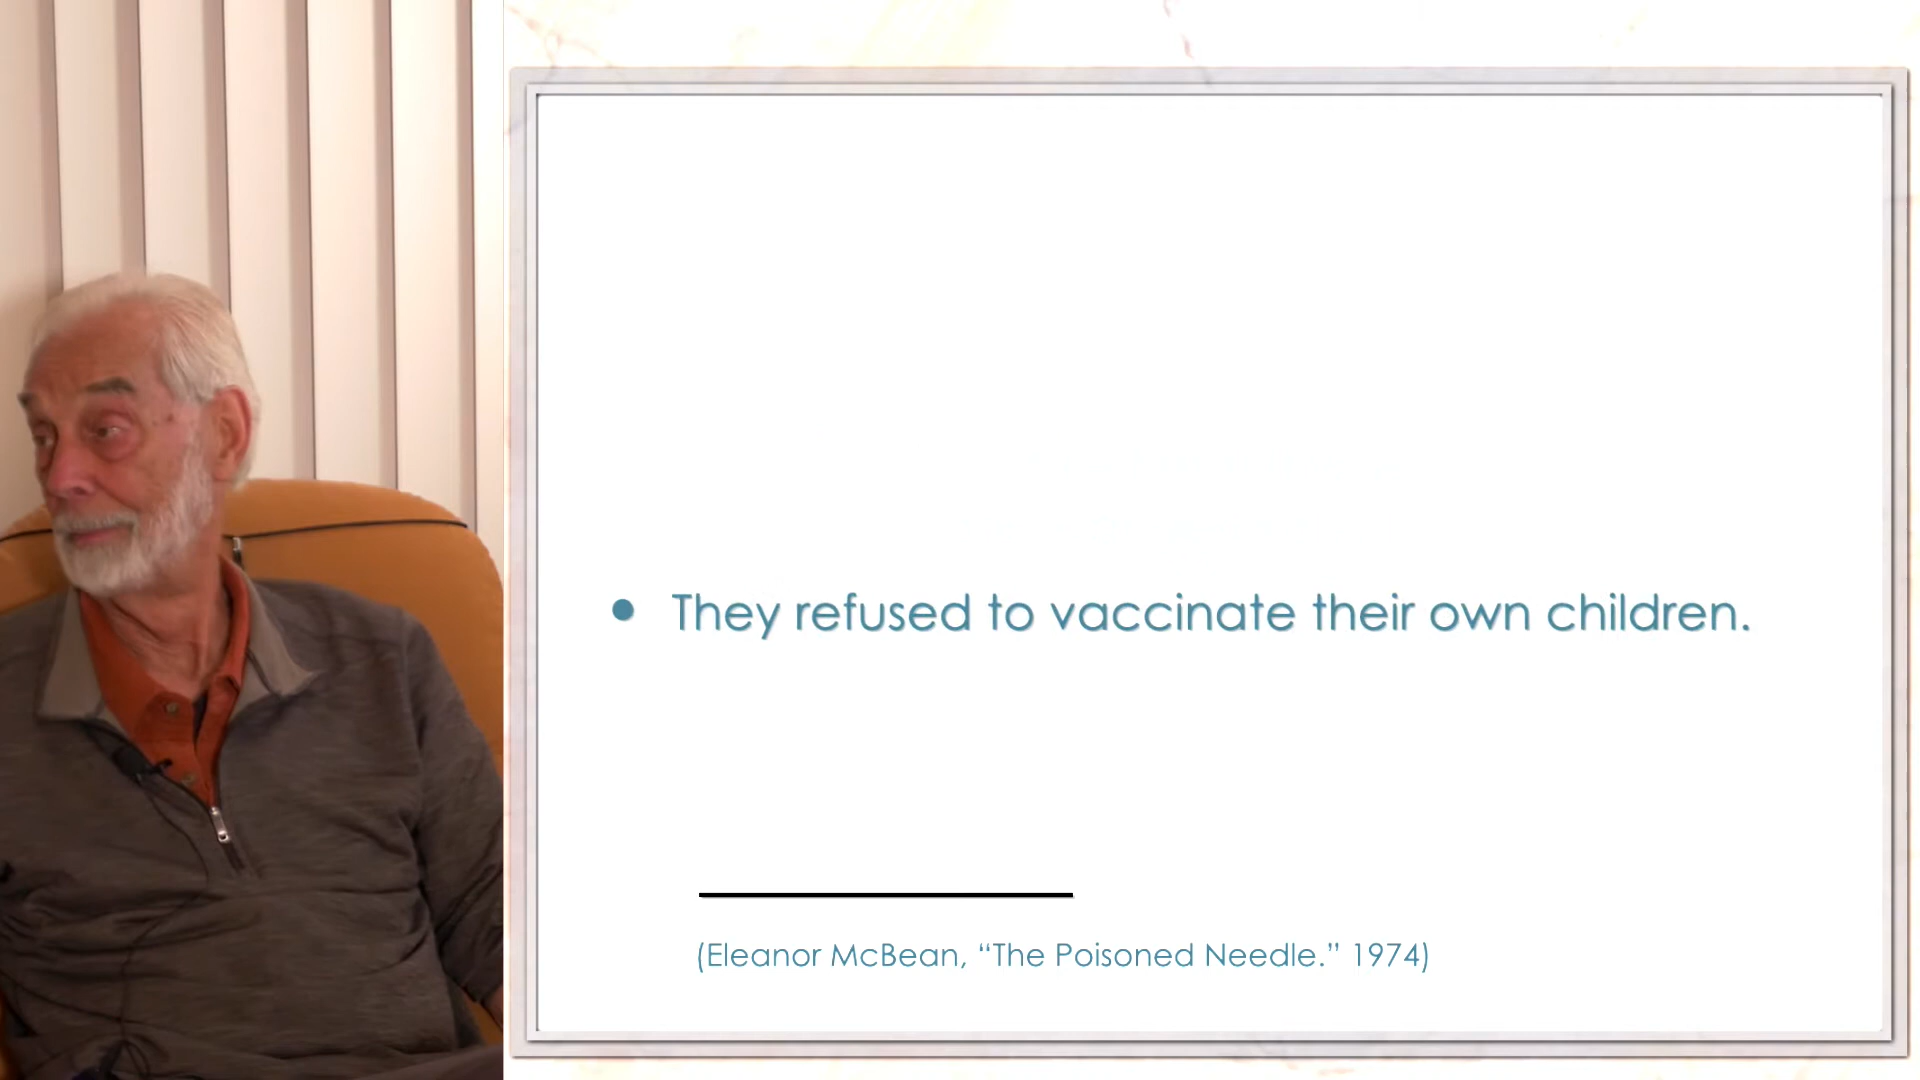 • They refused to vaccinate their own children.
(Eleanor McBean, “The Poisoned Needle.” 1974)